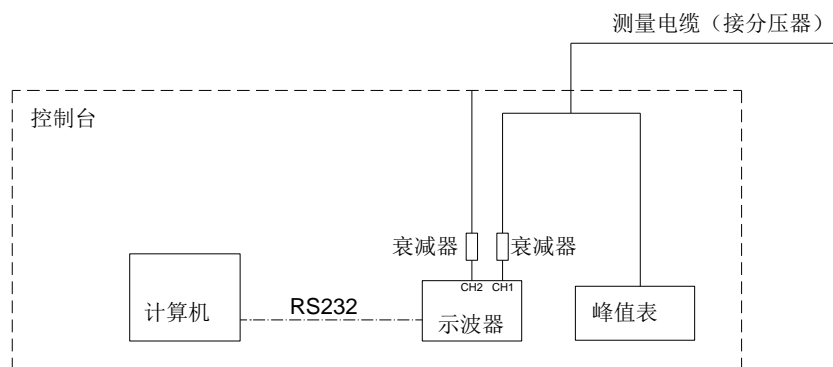 测量电缆（接分压器）
控制台
衰减器
衰减器
CH2
CH1
计算机
RS232
示波器
峰值表